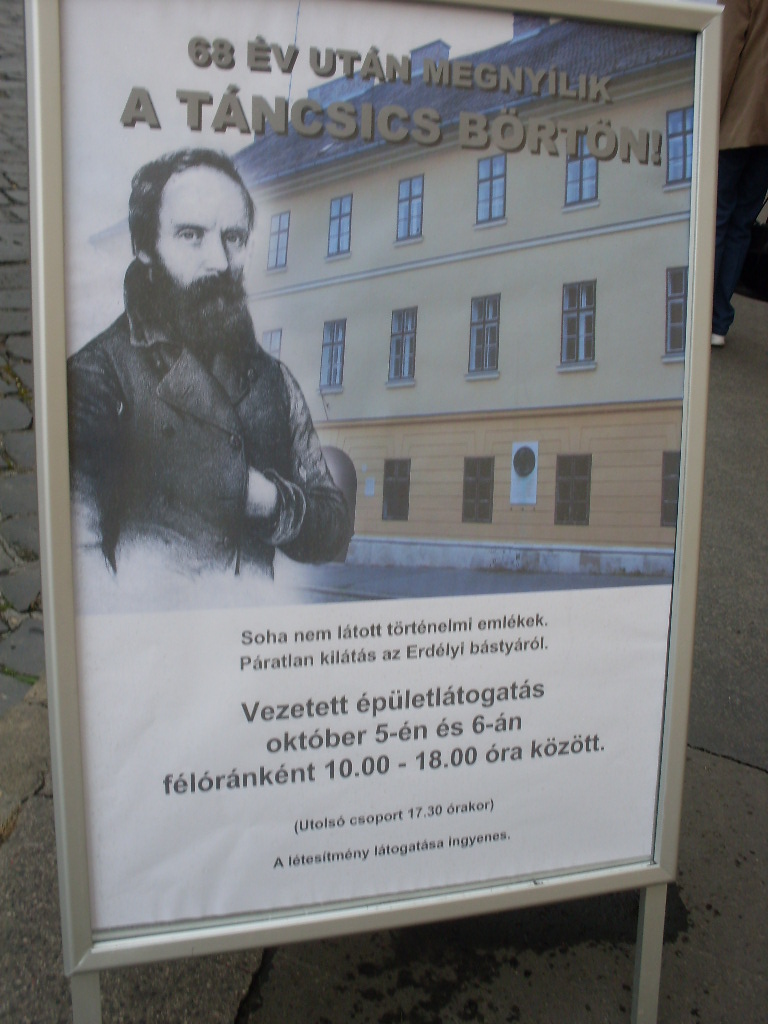 68 ÉV UTÁN MEGNYÍLIK
A TÁNCSICS BÖRTÖN!
Soha nem látott történelmi emlékek.
Páratlan kilátás az Erdélyi bástyáról.
Vezetett épületlátogatás
október 5-én és 6-án
félóránként 10.00 - 18.00 óra között.
(Utolsó csoport 17.30 órakor)
A létesítmény látogatása ingyenes.